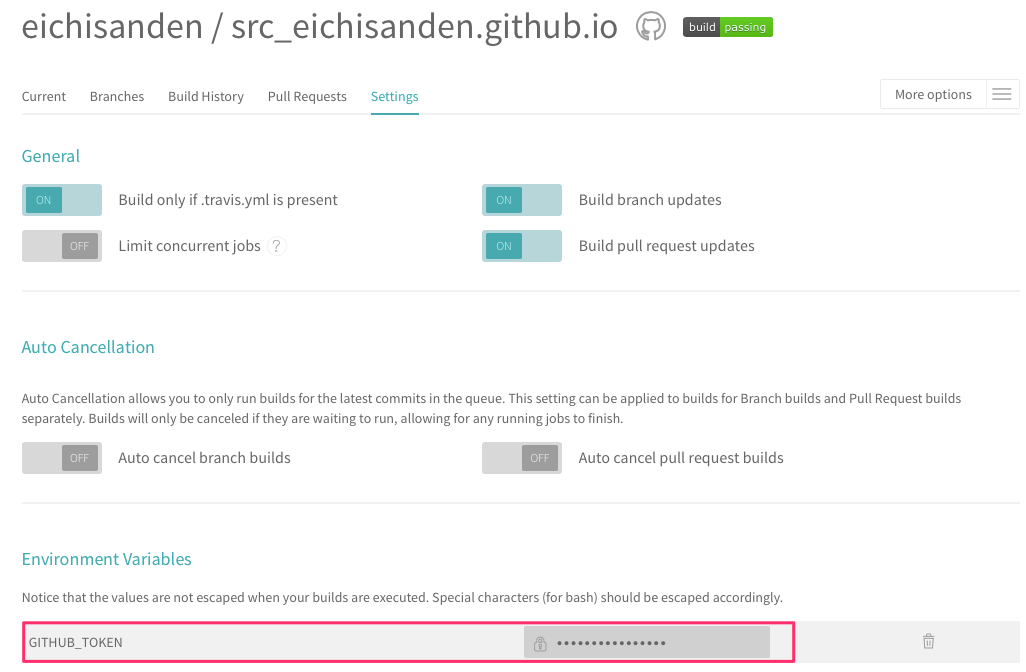 eichisanden / src_eichisanden.github.io build passing
Current Branches Build History Pull Requests Settings More options
General
ON Build only if .travis.yml is present ON Build branch updates
OFF Limit concurrent jobs ? ON Build pull request updates
Auto Cancellation
Auto Cancellation allows you to only run builds for the latest commits in the queue. This setting can be applied to builds for Branch builds and Pull Request builds
separately. Builds will only be canceled if they are waiting to run, allowing for any running jobs to finish.
OFF Auto cancel branch builds OFF Auto cancel pull request builds
Environment Variables
Notice that the values are not escaped when your builds are executed. Special characters (for bash) should be escaped accordingly.
GITHUB_TOKEN ••••••••••••••••